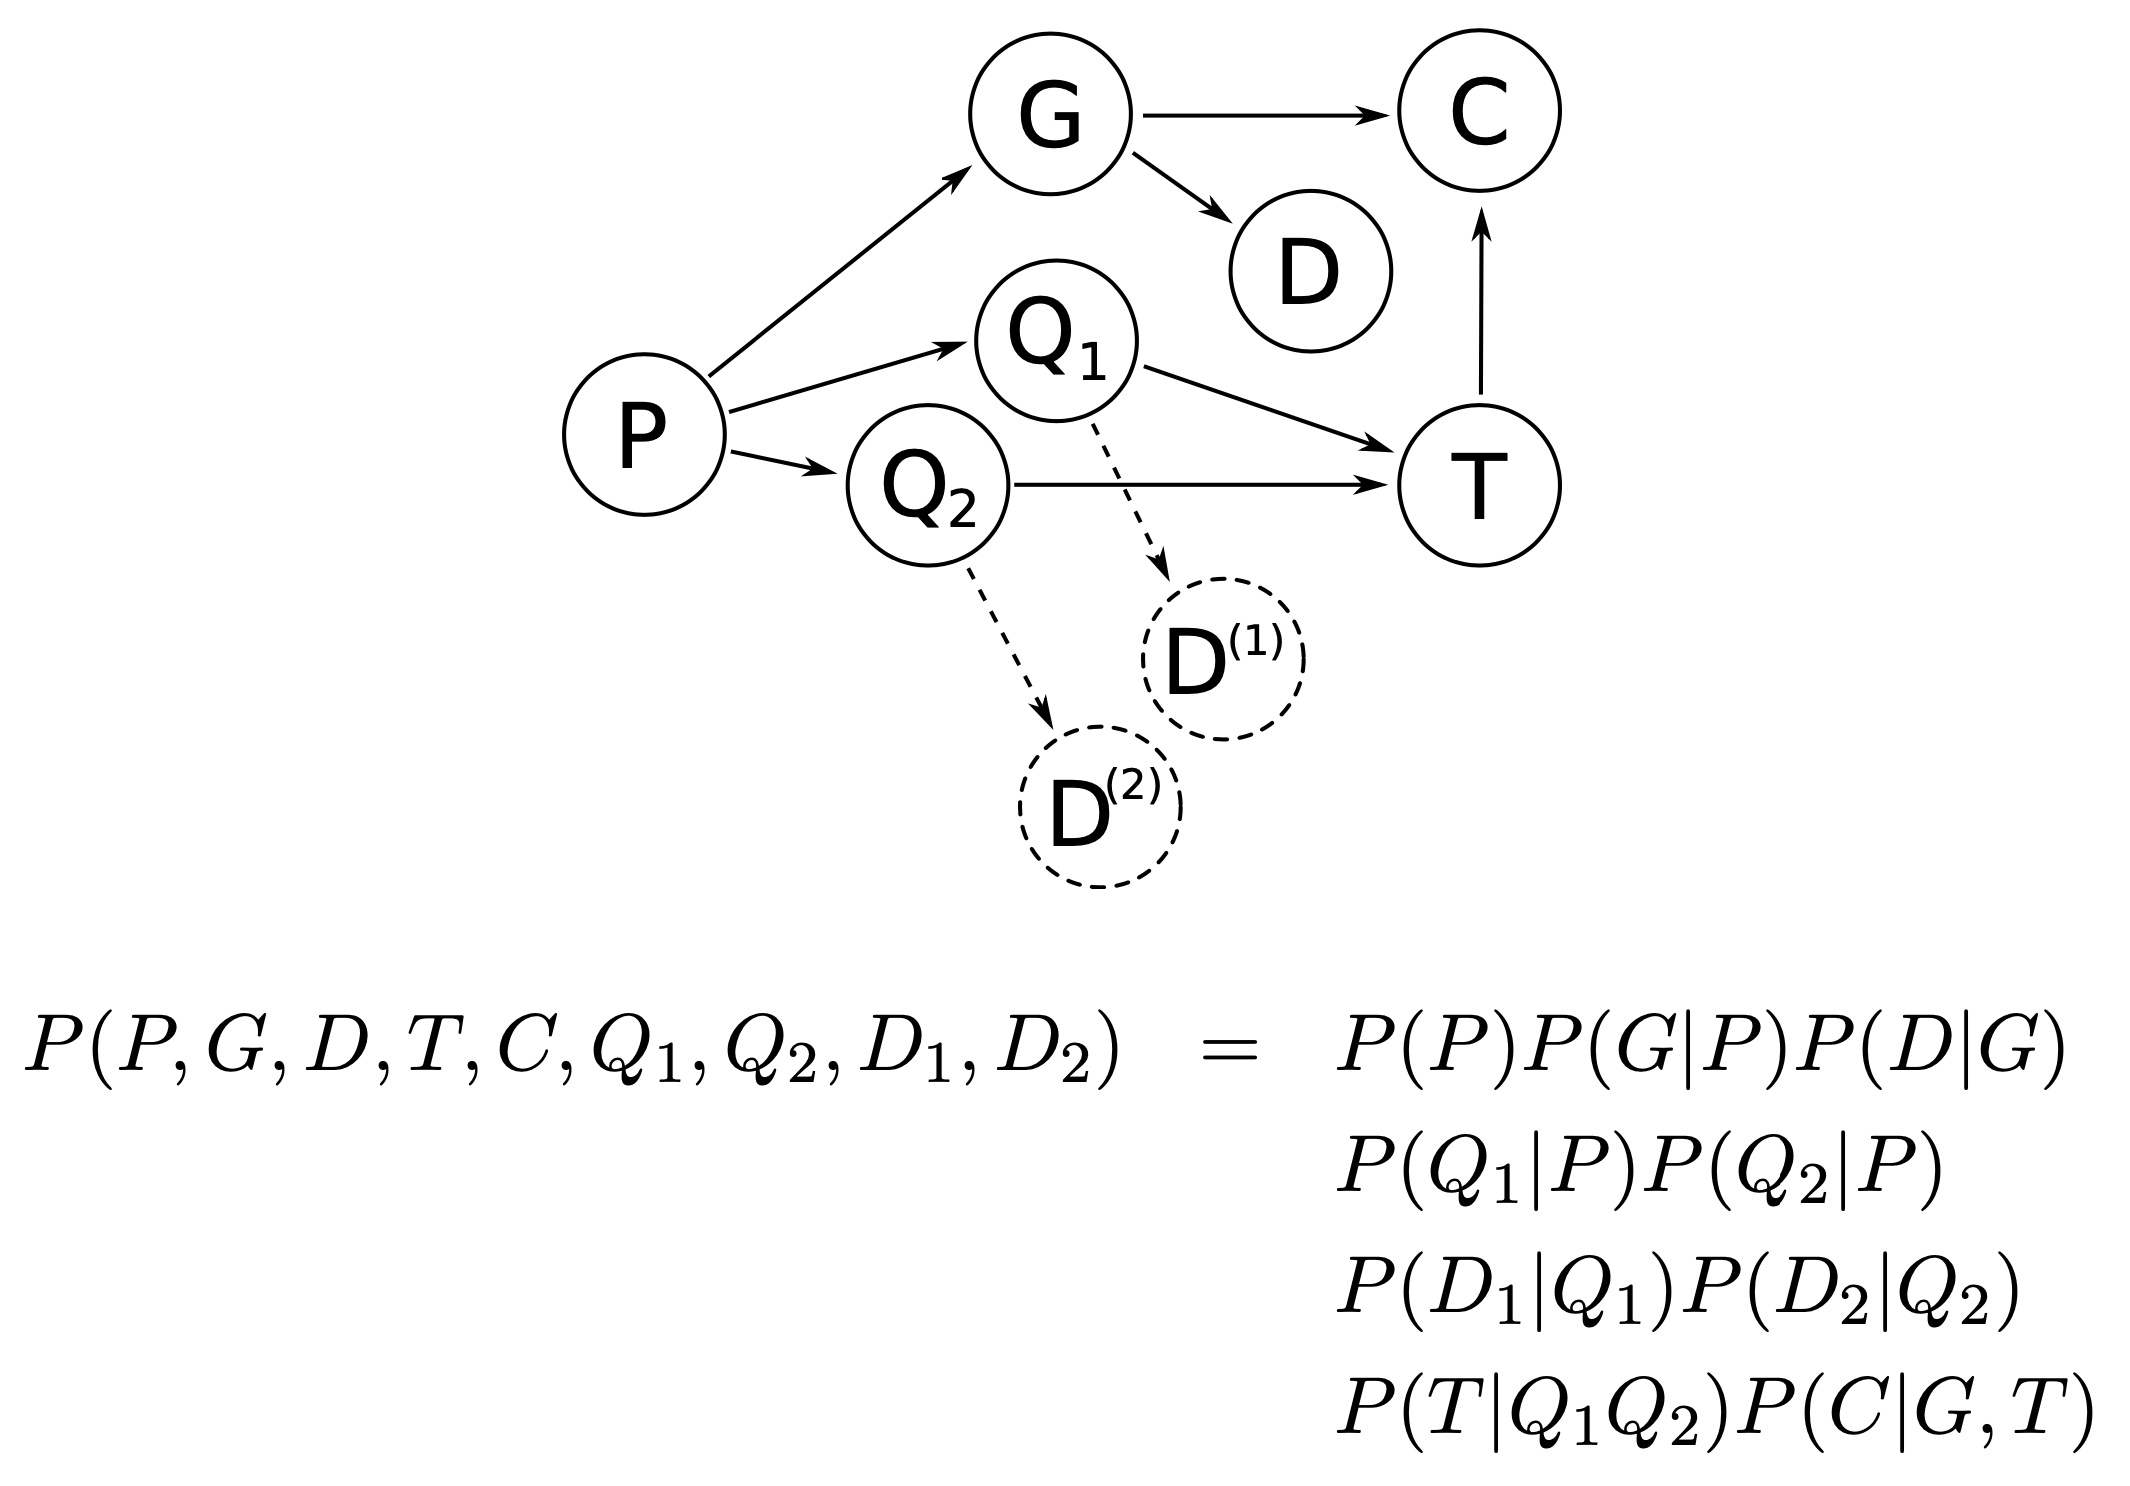 G
C
D
Q₁
P
Q₂
T
D⁽¹⁾
D⁽²⁾
P(P, G, D, T, C, Q₁, Q₂, D₁, D₂) = P(P)P(G|P)P(D|G)
P(Q₁|P)P(Q₂|P)
P(D₁|Q₁)P(D₂|Q₂)
P(T|Q₁Q₂)P(C|G, T)